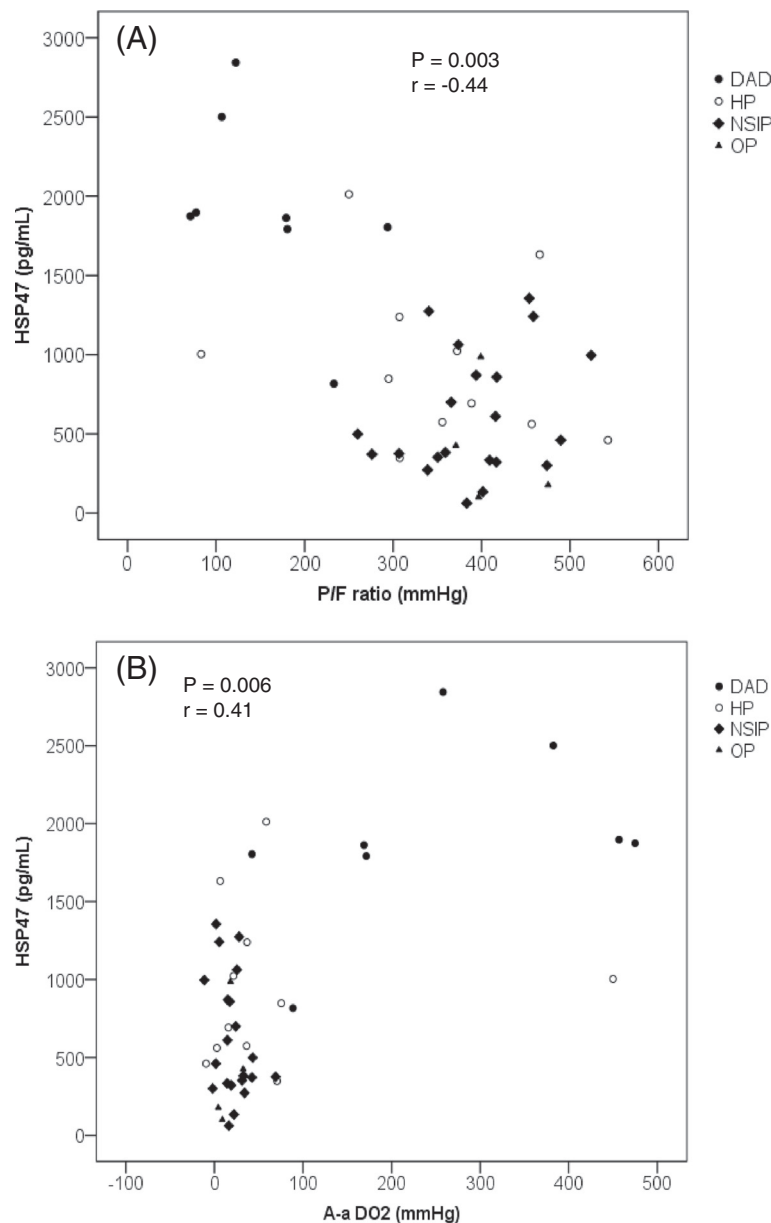 (A)
P = 0.003
r = -0.44
DAD
HP
NSIP
OP
3000
2500
2000
1500
1000
500
0
HSP47 (pg/mL)
0 100 200 300 400 500 600
P/F ratio (mmHg)
(B)
P = 0.006
r = 0.41
DAD
HP
NSIP
OP
3000
2500
2000
1500
1000
500
0
HSP47 (pg/mL)
-100 0 100 200 300 400 500
A-a DO2 (mmHg)